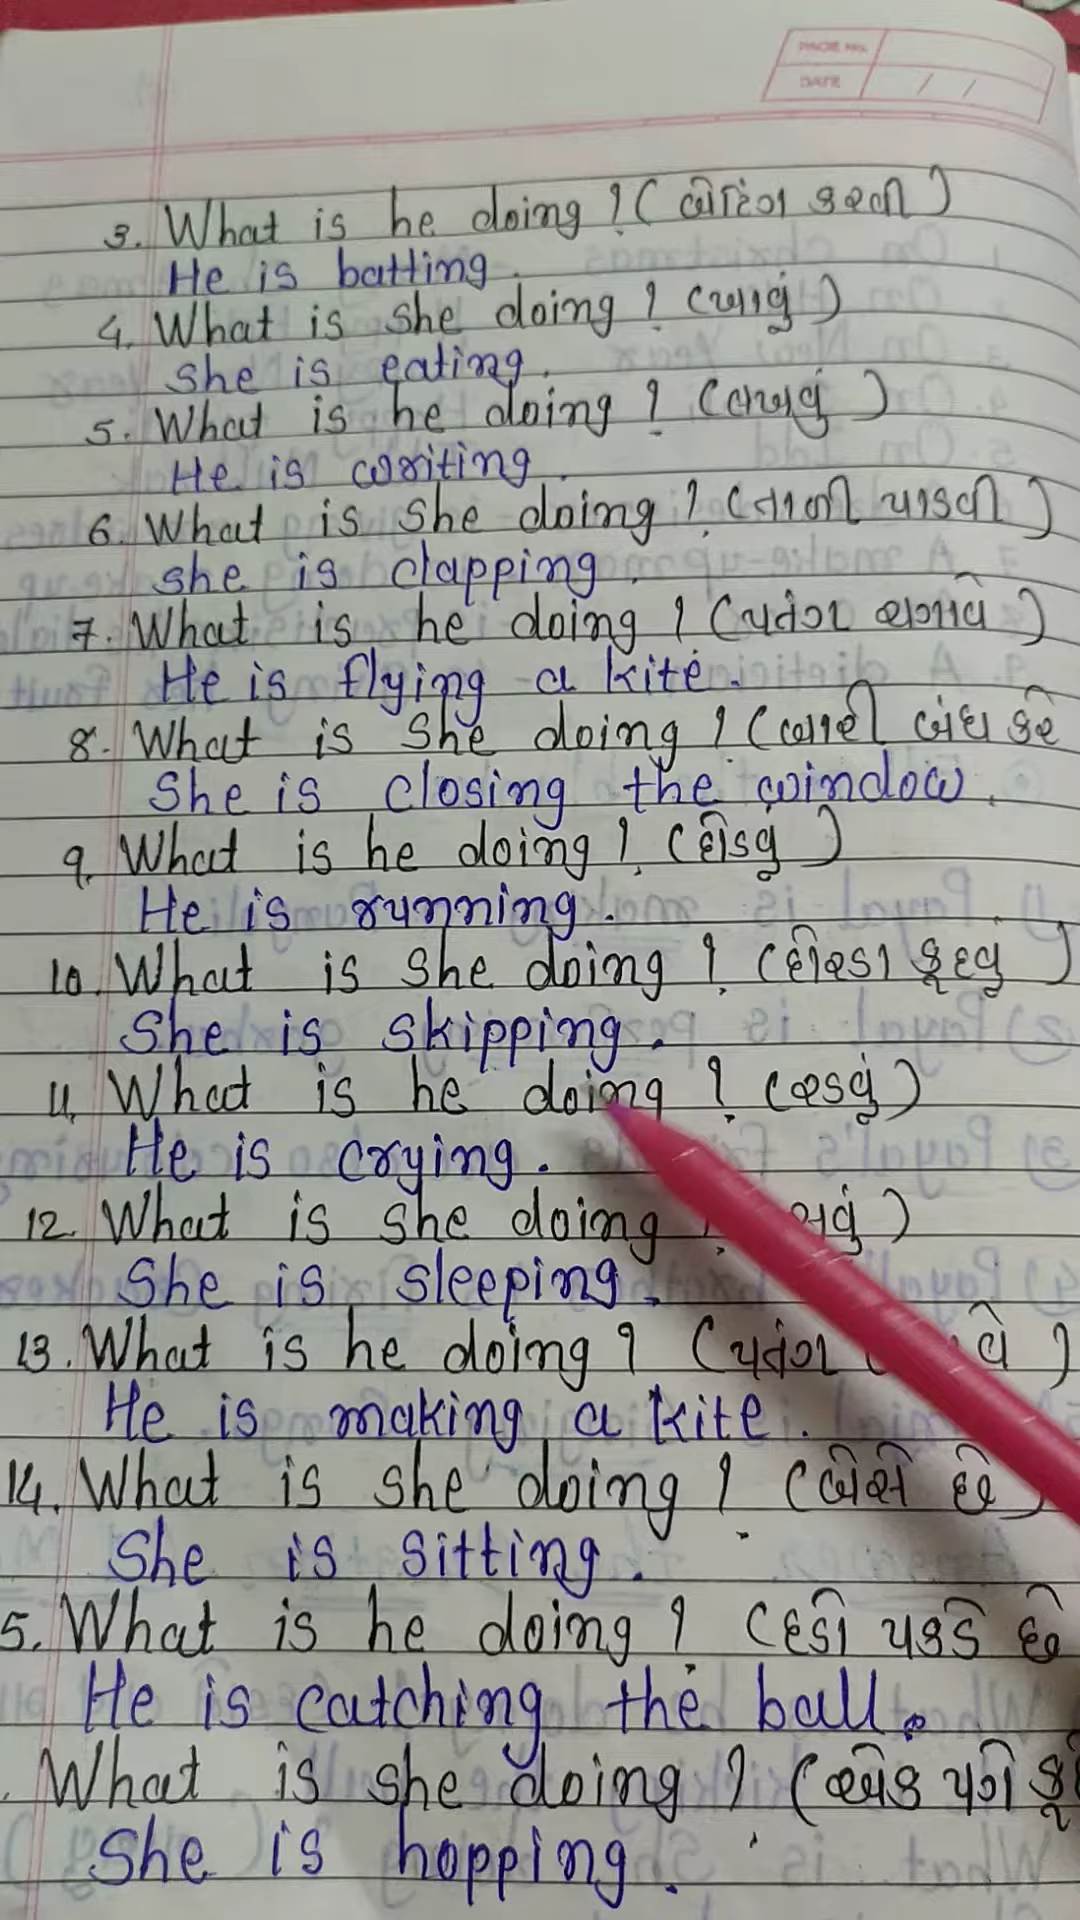 PAGE No.
DATE / /
3. What is he doing ? ( બેટિંગ કરવી )
He is batting.
4. What is she doing ? (ખાવું )
She is eating.
5. What is he doing ? (લખવું )
He is writing.
6. What is she doing ? (તાળી પાડવી )
She is clapping.
7. What is he doing ? (પતંગ ચગાવે )
He is flying a kite.
8. What is she doing ? (બારી બંધ કરે
She is closing the window.
9. What is he doing ? (દોડવું )
He is running.
10. What is she doing ? (દોરડા કૂદવું )
She is skipping.
11. What is he doing ? (રડવું )
He is crying.
12. What is she doing ?
She is sleeping.
13. What is he doing ? (પતંગ
He is making a kite.
14. What is she doing ? (બેસે છે )
She is sitting.
5. What is he doing ? (દડો પકડે છે
He is catching the ball.
. What is she doing ? (એક પગે
She is hopping.